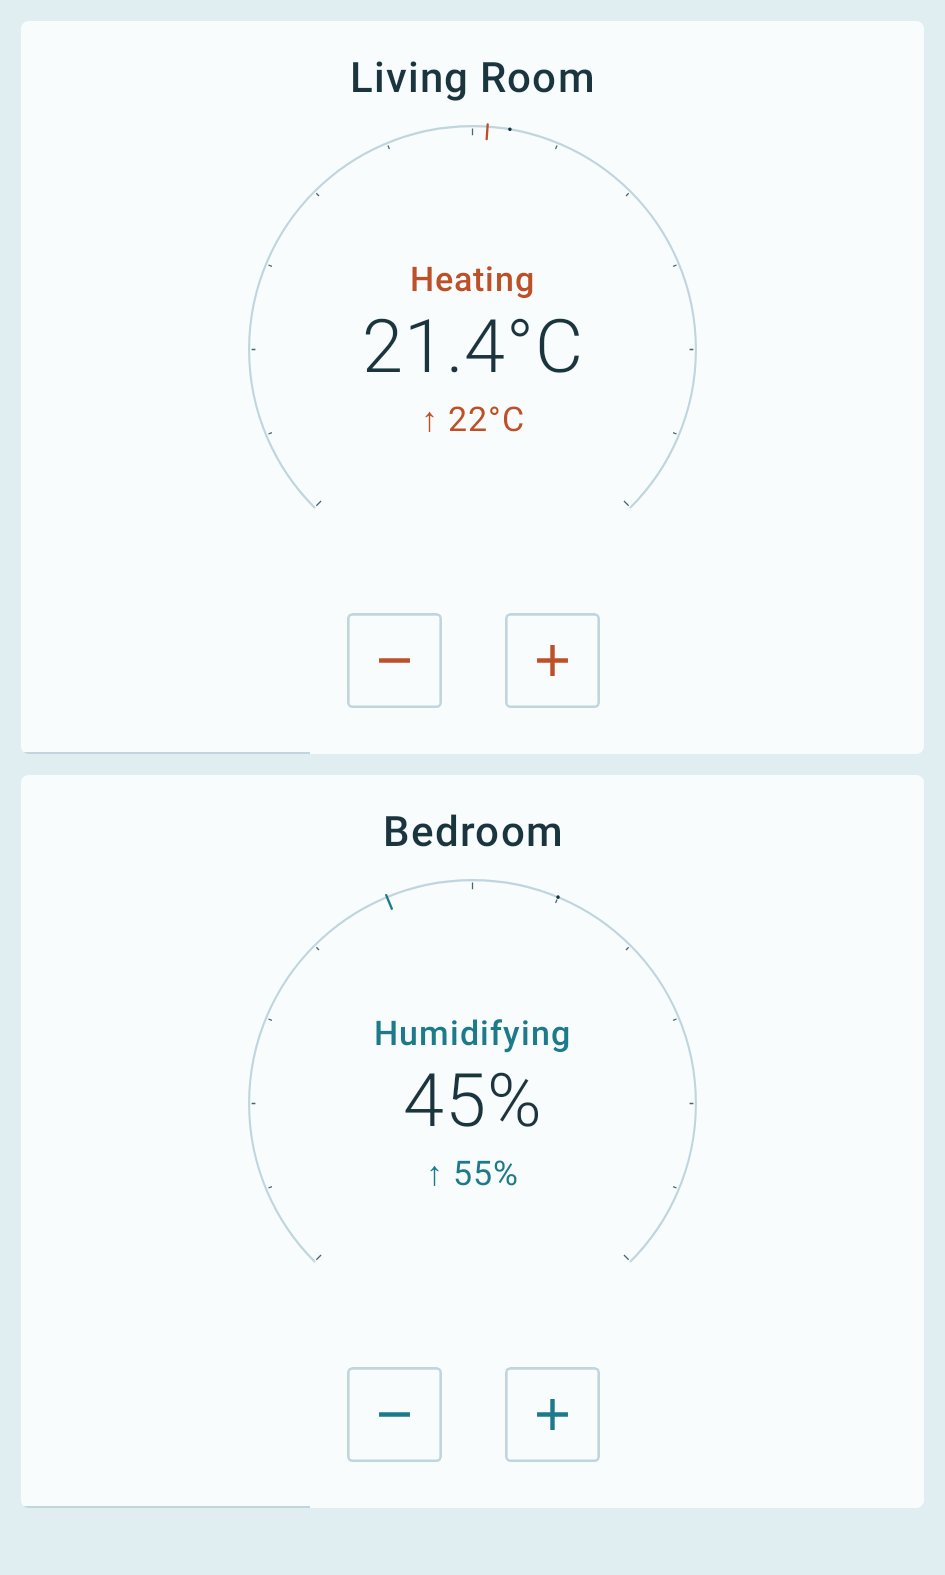 Living Room
Heating
21.4°C
↑ 22°C
− +
Bedroom
Humidifying
45%
↑ 55%
− +